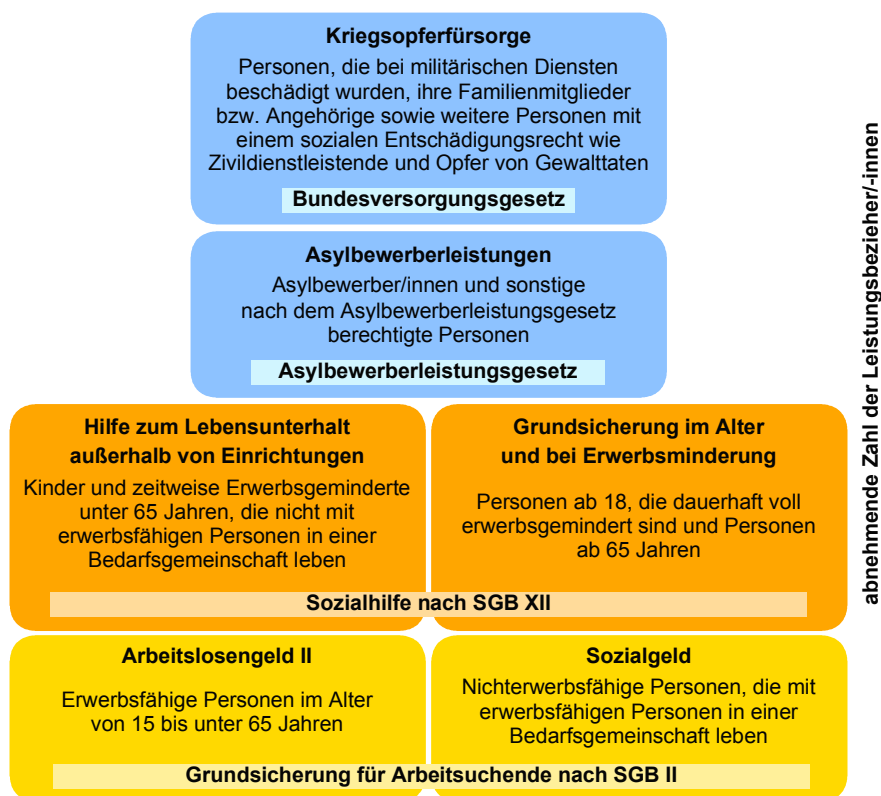 Kriegsopferfürsorge
Personen, die bei militärischen Diensten
beschädigt wurden, ihre Familienmitglieder
bzw. Angehörige sowie weitere Personen mit
einem sozialen Entschädigungsrecht wie
Zivildienstleistende und Opfer von Gewalttaten
Bundesversorgungsgesetz
Asylbewerberleistungen
Asylbewerber/innen und sonstige
nach dem Asylbewerberleistungsgesetz
berechtigte Personen
Asylbewerberleistungsgesetz
Hilfe zum Lebensunterhalt
außerhalb von Einrichtungen
Kinder und zeitweise Erwerbsgeminderte
unter 65 Jahren, die nicht mit
erwerbsfähigen Personen in einer
Bedarfsgemeinschaft leben
Grundsicherung im Alter
und bei Erwerbsminderung
Personen ab 18, die dauerhaft voll
erwerbsgemindert sind und Personen
ab 65 Jahren
Sozialhilfe nach SGB XII
Arbeitslosengeld II
Erwerbsfähige Personen im Alter
von 15 bis unter 65 Jahren
Sozialgeld
Nichterwerbsfähige Personen, die mit
erwerbsfähigen Personen in einer
Bedarfsgemeinschaft leben
Grundsicherung für Arbeitsuchende nach SGB II
abnehmende Zahl der Leistungsbezieher/-innen